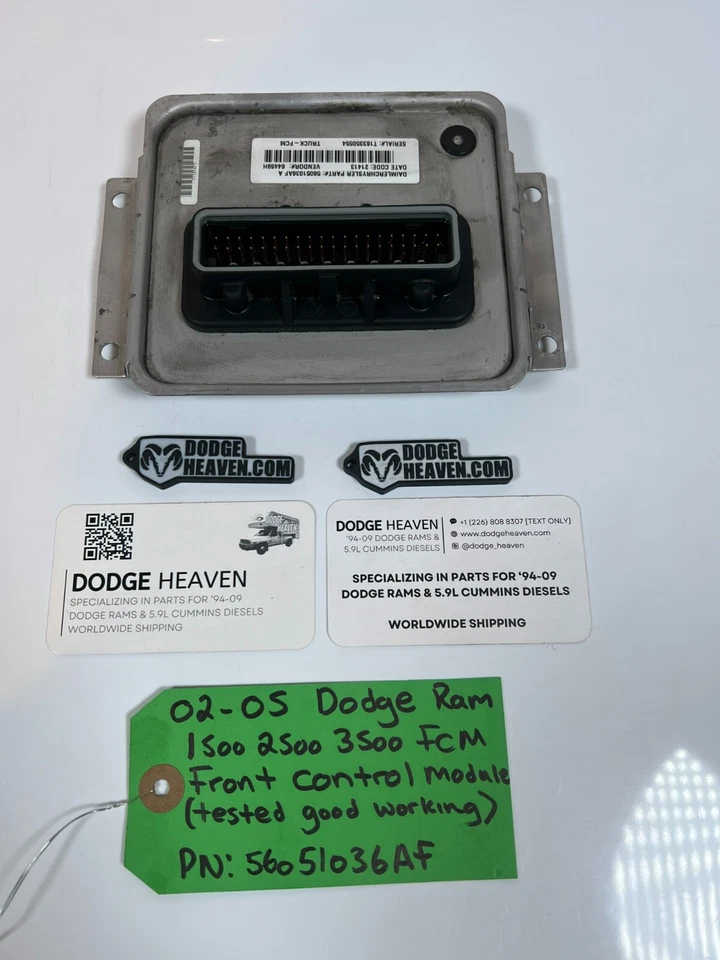 DAIMLERCHRYSLER PART#: 56051036AF A
DATE CODE: 21413 VENDOR#: 64469H
SERIAL#: T183350554 TRUCK-FCM
DODGE
HEAVEN.COM
DODGE
HEAVEN.COM
DODGE
HEAVEN
DODGE HEAVEN
SPECIALIZING IN PARTS FOR '94-09
DODGE RAMS & 5.9L CUMMINS DIESELS
WORLDWIDE SHIPPING
DODGE HEAVEN
'94-09 DODGE RAMS &
5.9L CUMMINS DIESELS
+1 (226) 808 8307 [TEXT ONLY]
www.dodgeheaven.com
@dodge_heaven
SPECIALIZING IN PARTS FOR '94-09
DODGE RAMS & 5.9L CUMMINS DIESELS
WORLDWIDE SHIPPING
02-05 Dodge Ram
1500 2500 3500 FCM
Front Control Module
(tested good working)
PN: 56051036AF